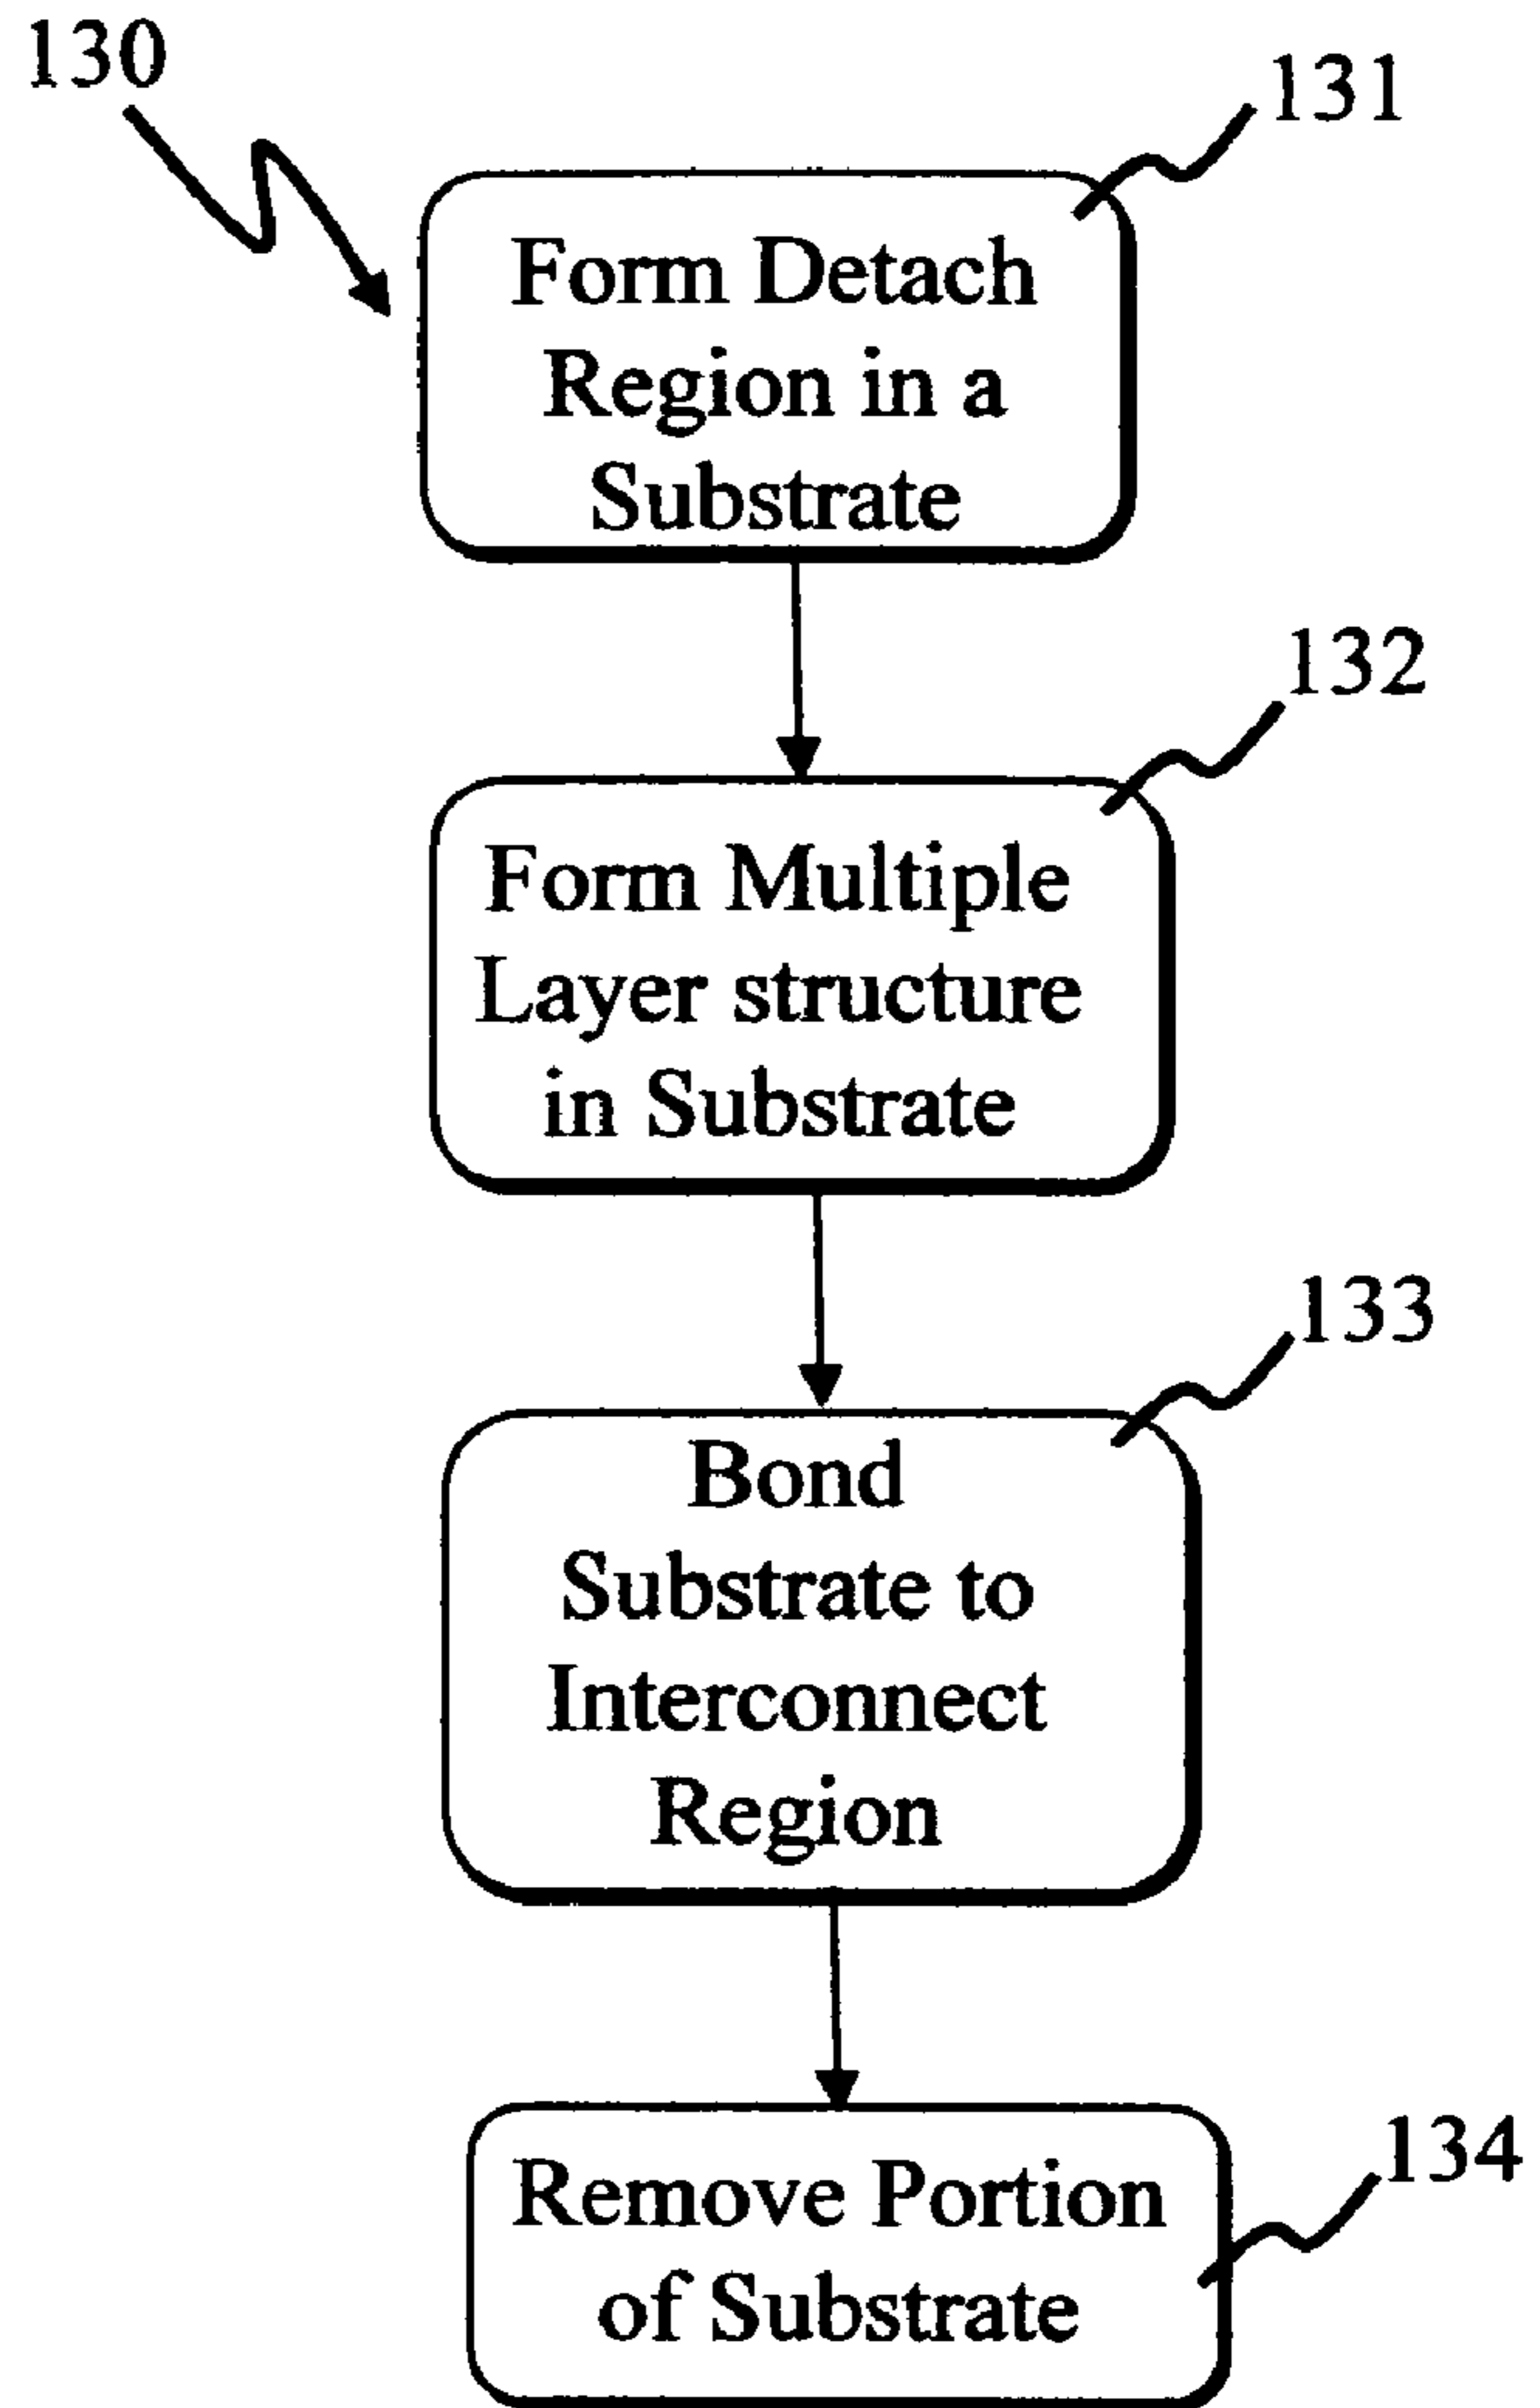 130
131
Form Detach
Region in a
Substrate
132
Form Multiple
Layer structure
in Substrate
133
Bond
Substrate to
Interconnect
Region
134
Remove Portion
of Substrate